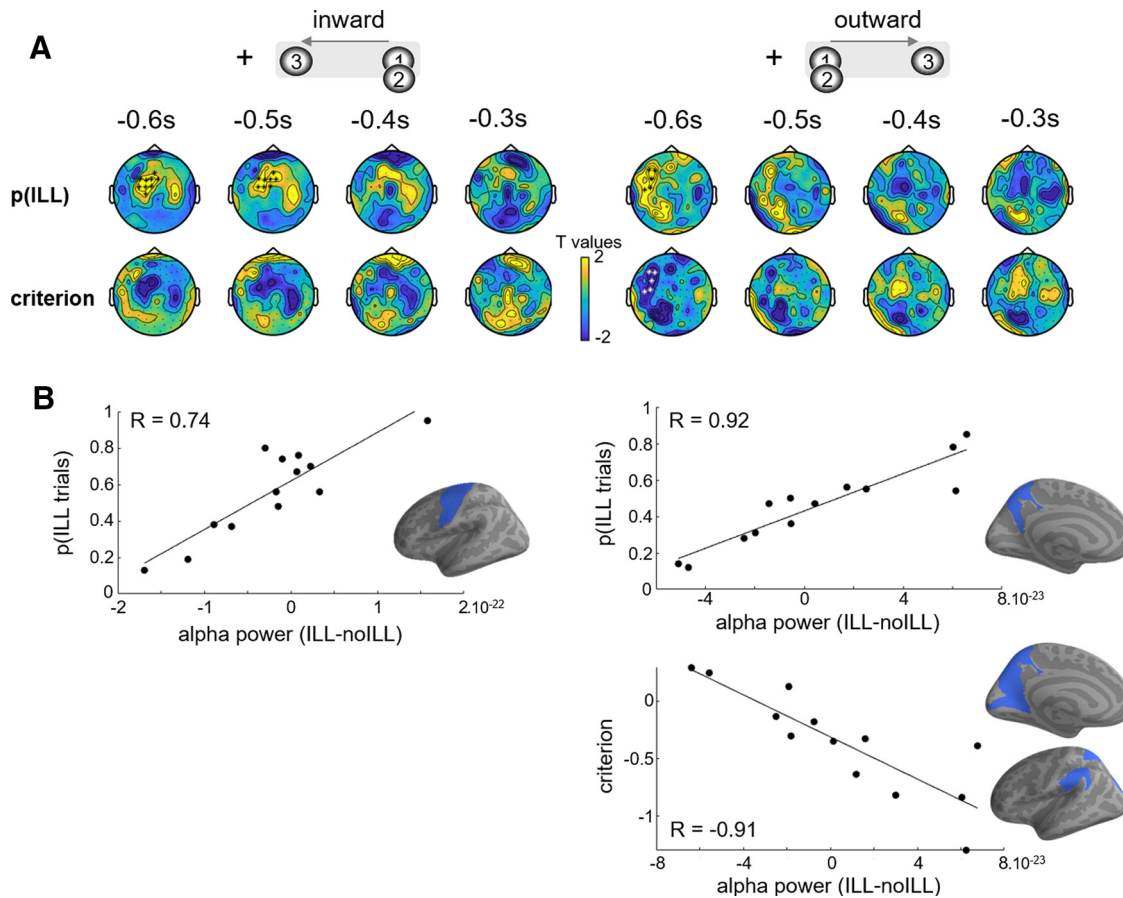 A
inward
outward
+ 3 1 2
+ 1 2 3
-0.6s -0.5s -0.4s -0.3s
-0.6s -0.5s -0.4s -0.3s
p(ILL)
T values
2
-2
criterion
B
R = 0.74
p(ILL trials)
1
0.8
0.6
0.4
0.2
0
-2 -1 0 1 2.10-22
alpha power (ILL-noILL)
R = 0.92
p(ILL trials)
1
0.8
0.6
0.4
0.2
0
-4 0 4 8.10-23
alpha power (ILL-noILL)
criterion
0
-0.5
-1
R = -0.91
-8 -4 0 4 8.10-23
alpha power (ILL-noILL)